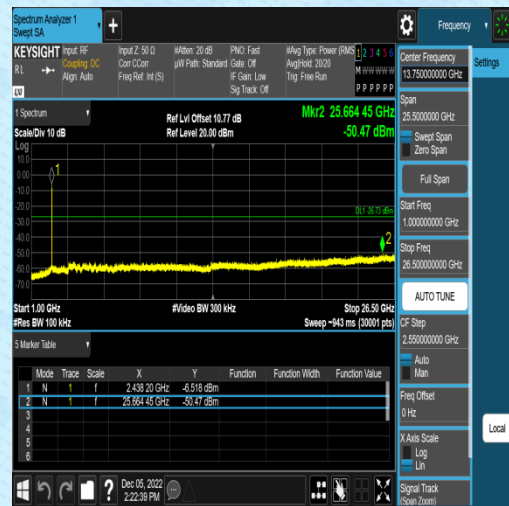 Spectrum Analyzer 1
Swept SA
+
Frequency
KEYSIGHT
RL
LXI
Input: RF
Coupling: DC
Align: Auto
Input Z: 50 Ω
Corr CCorr
Freq Ref: Int (S)
#Atten: 20 dB
µW Path: Standard
PNO: Fast
Gate: Off
IF Gain: Low
Sig Track: Off
#Avg Type: Power (RMS
Avg|Hold: 20/20
Trig: Free Run
1 2 3 4 5 6
M W W W W W
P P P P P P
1 Spectrum
Scale/Div 10 dB
Ref Lvl Offset 10.77 dB
Ref Level 20.00 dBm
Mkr2 25.664 45 GHz
-50.47 dBm
Log
10.0
0.00
-10.0
-20.0
-30.0
-40.0
-50.0
-60.0
-70.0
1
DL1 -26.73 dBm
2
Start 1.00 GHz
#Res BW 100 kHz
#Video BW 300 kHz
Stop 26.50 GHz
Sweep ~943 ms (30001 pts)
5 Marker Table
Mode Trace Scale X Y Function Function Width Function Value
1 N 1 f 2.438 20 GHz -6.518 dBm
2 N 1 f 25.664 45 GHz -50.47 dBm
3
4
5
6
Dec 05, 2022
2:22:39 PM
?
Center Frequency
13.750000000 GHz
Span
25.5000000 GHz
Swept Span
Zero Span
Full Span
Start Freq
1.000000000 GHz
Stop Freq
26.500000000 GHz
AUTO TUNE
CF Step
2.550000000 GHz
Auto
Man
Freq Offset
0 Hz
X Axis Scale
Log
Lin
Signal Track
(Span Zoom)
Settings
Local